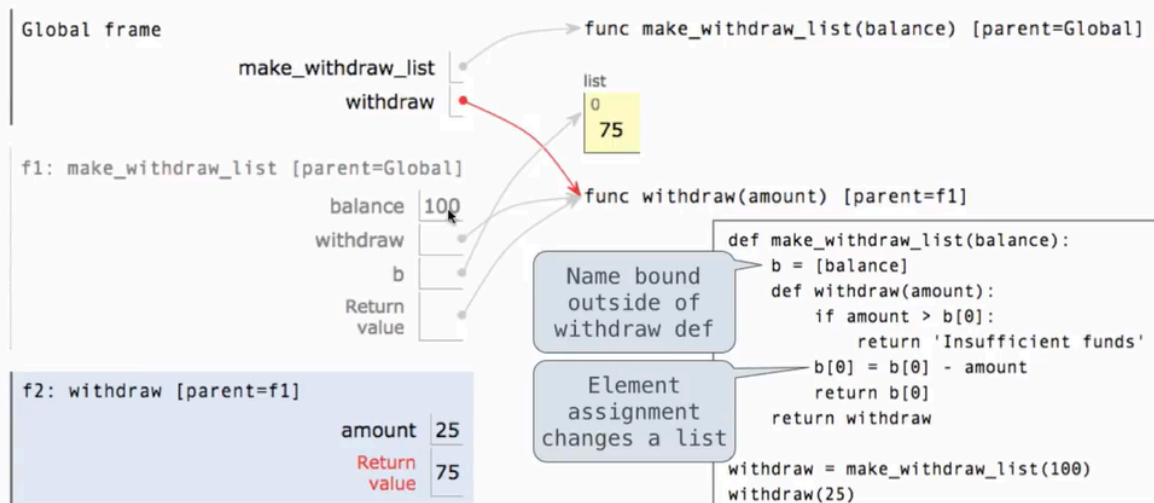 Global frame
make_withdraw_list
withdraw
func make_withdraw_list(balance) [parent=Global]
list
0
75
f1: make_withdraw_list [parent=Global]
balance 100
withdraw
b
Return
value
func withdraw(amount) [parent=f1]
f2: withdraw [parent=f1]
amount 25
Return
value 75
Name bound
outside of
withdraw def
Element
assignment
changes a list
def make_withdraw_list(balance):
b = [balance]
def withdraw(amount):
if amount > b[0]:
return 'Insufficient funds'
b[0] = b[0] - amount
return b[0]
return withdraw
withdraw = make_withdraw_list(100)
withdraw(25)